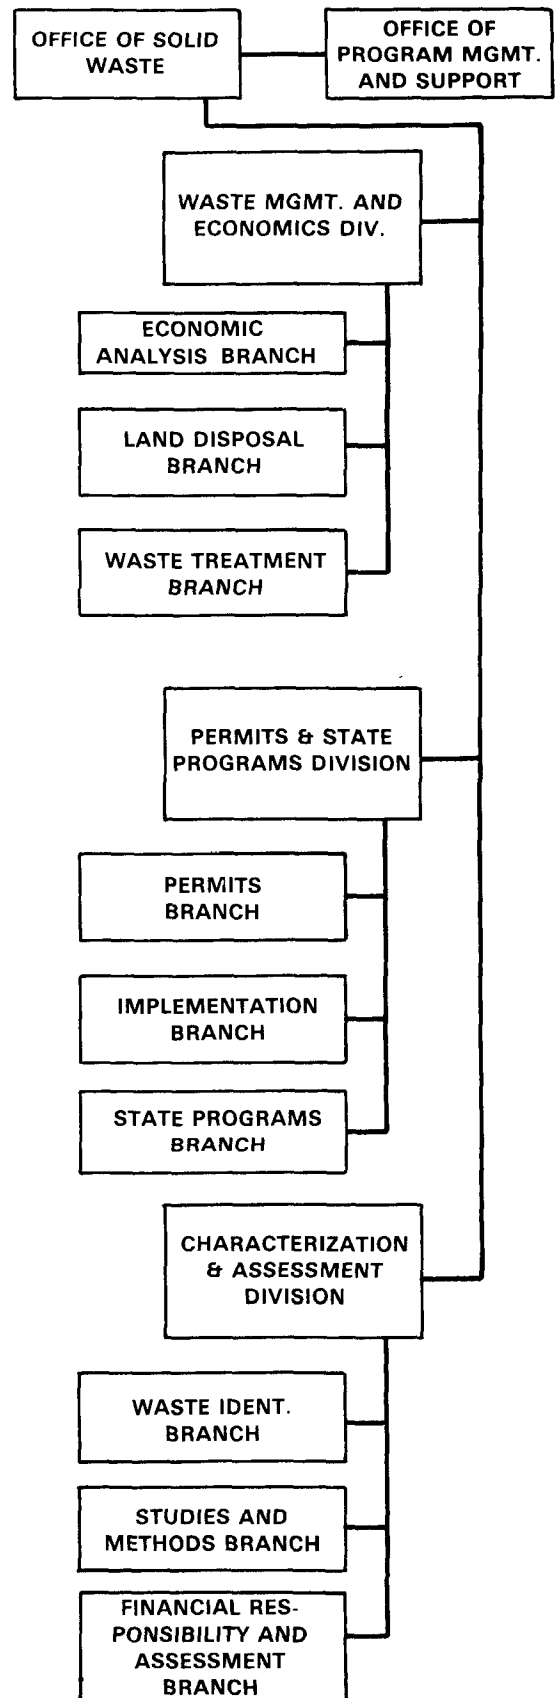 OFFICE OF SOLID
WASTE
OFFICE OF
PROGRAM MGMT.
AND SUPPORT
WASTE MGMT. AND
ECONOMICS DIV.
ECONOMIC
ANALYSIS BRANCH
LAND DISPOSAL
BRANCH
WASTE TREATMENT
BRANCH
PERMITS & STATE
PROGRAMS DIVISION
PERMITS
BRANCH
IMPLEMENTATION
BRANCH
STATE PROGRAMS
BRANCH
CHARACTERIZATION
& ASSESSMENT
DIVISION
WASTE IDENT.
BRANCH
STUDIES AND
METHODS BRANCH
FINANCIAL RES-
PONSIBILITY AND
ASSESSMENT
BRANCH